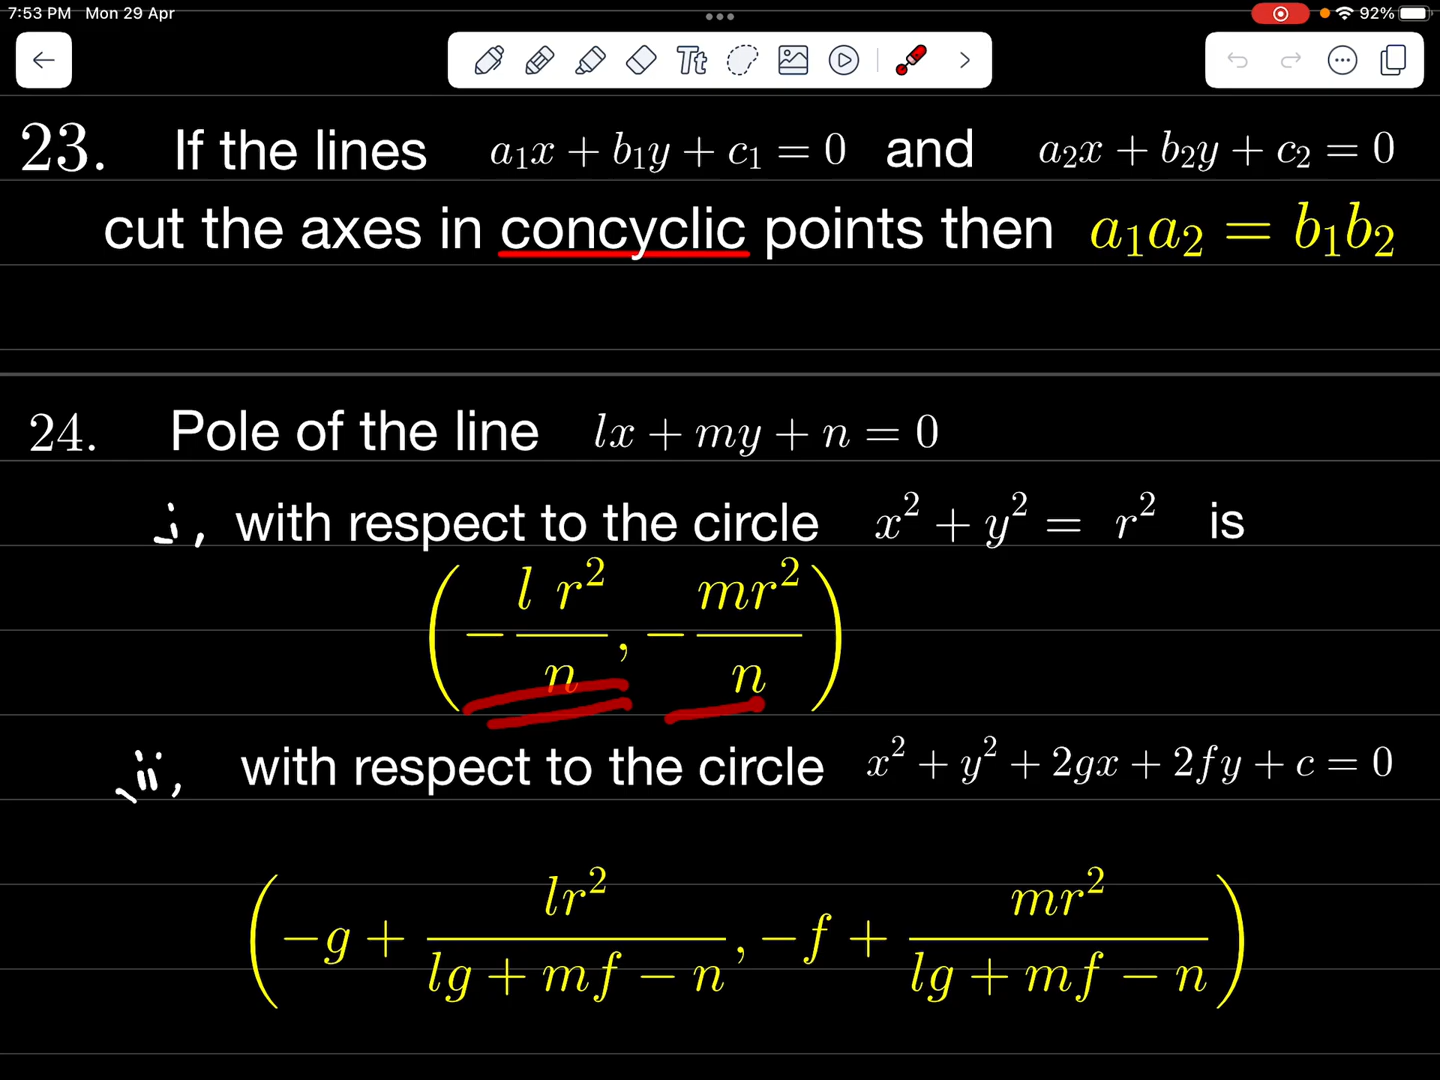 7:53 PM Mon 29 Apr
92%
Tt
23. If the lines a₁x + b₁y + c₁ = 0 and a₂x + b₂y + c₂ = 0
cut the axes in concyclic points then a₁a₂ = b₁b₂
24. Pole of the line lx + my + n = 0
i, with respect to the circle x² + y² = r² is
(−l r²/n, −mr²/n)
ii, with respect to the circle x² + y² + 2gx + 2fy + c = 0
(−g + lr²/(lg + mf − n), −f + mr²/(lg + mf − n))